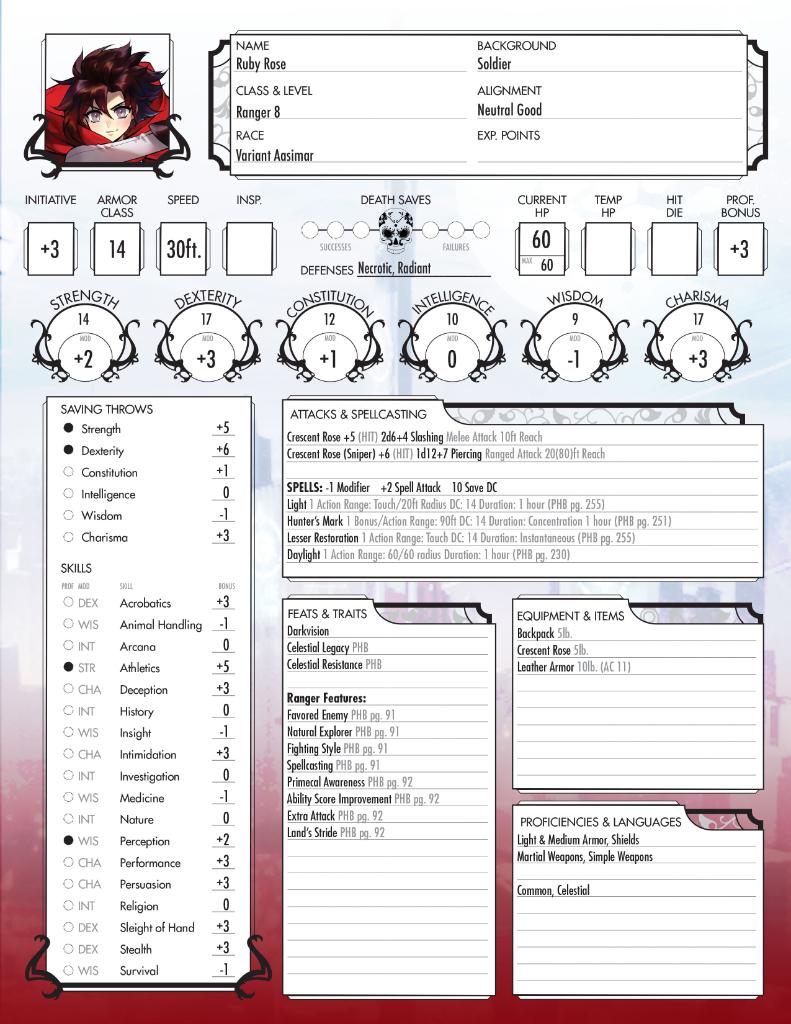 NAME
Ruby Rose
BACKGROUND
Soldier
CLASS & LEVEL
Ranger 8
ALIGNMENT
Neutral Good
RACE
Variant Aasimar
EXP. POINTS
INITIATIVE
+3
ARMOR
CLASS
14
SPEED
30ft.
INSP.
DEATH SAVES
SUCCESSES
FAILURES
DEFENSES Necrotic, Radiant
CURRENT
HP
60
MAX 60
TEMP
HP
HIT
DIE
PROF.
BONUS
+3
STRENGTH
14
MOD
+2
DEXTERITY
17
MOD
+3
CONSTITUTION
12
MOD
+1
INTELLIGENCE
10
MOD
0
WISDOM
9
MOD
-1
CHARISMA
17
MOD
+3
SAVING THROWS
Strength +5
Dexterity +6
Constitution +1
Intelligence 0
Wisdom -1
Charisma +3
SKILLS
PROF MOD SKILL BONUS
DEX Acrobatics +3
WIS Animal Handling -1
INT Arcana 0
STR Athletics +5
CHA Deception +3
INT History 0
WIS Insight -1
CHA Intimidation +3
INT Investigation 0
WIS Medicine -1
INT Nature 0
WIS Perception +2
CHA Performance +3
CHA Persuasion +3
INT Religion 0
DEX Sleight of Hand +3
DEX Stealth +3
WIS Survival -1
ATTACKS & SPELLCASTING
Crescent Rose +5 (HIT) 2d6+4 Slashing Melee Attack 10ft Reach
Crescent Rose (Sniper) +6 (HIT) 1d12+7 Piercing Ranged Attack 20(80)ft Reach
SPELLS: -1 Modifier +2 Spell Attack 10 Save DC
Light 1 Action Range: Touch/20ft Radius DC: 14 Duration: 1 hour (PHB pg. 255)
Hunter's Mark 1 Bonus/Action Range: 90ft DC: 14 Duration: Concentration 1 hour (PHB pg. 251)
Lesser Restoration 1 Action Range: Touch DC: 14 Duration: Instantaneous (PHB pg. 255)
Daylight 1 Action Range: 60/60 radius Duration: 1 hour (PHB pg. 230)
FEATS & TRAITS
Darkvision
Celestial Legacy PHB
Celestial Resistance PHB
Ranger Features:
Favored Enemy PHB pg. 91
Natural Explorer PHB pg. 91
Fighting Style PHB pg. 91
Spellcasting PHB pg. 91
Primecal Awareness PHB pg. 92
Ability Score Improvement PHB pg. 92
Extra Attack PHB pg. 92
Land's Stride PHB pg. 92
EQUIPMENT & ITEMS
Backpack 5lb.
Crescent Rose 5lb.
Leather Armor 10lb. (AC 11)
PROFICIENCIES & LANGUAGES
Light & Medium Armor, Shields
Martial Weapons, Simple Weapons
Common, Celestial